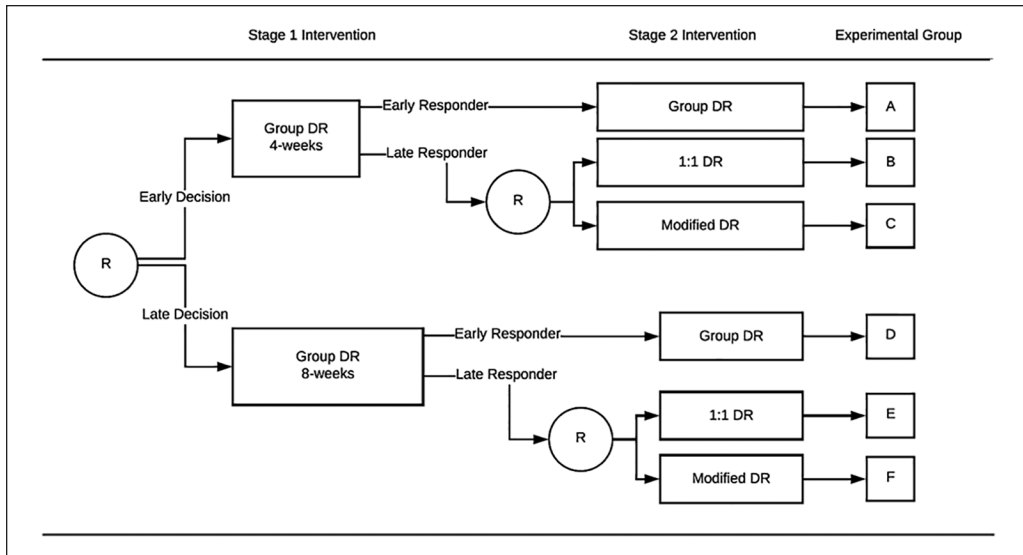 Stage 1 Intervention
Stage 2 Intervention
Experimental Group
Early Responder
Group DR
A
Group DR
4-weeks
Late Responder
1:1 DR
B
Early Decision
R
Modified DR
C
R
Late Decision
Early Responder
Group DR
D
Group DR
8-weeks
Late Responder
1:1 DR
E
R
Modified DR
F